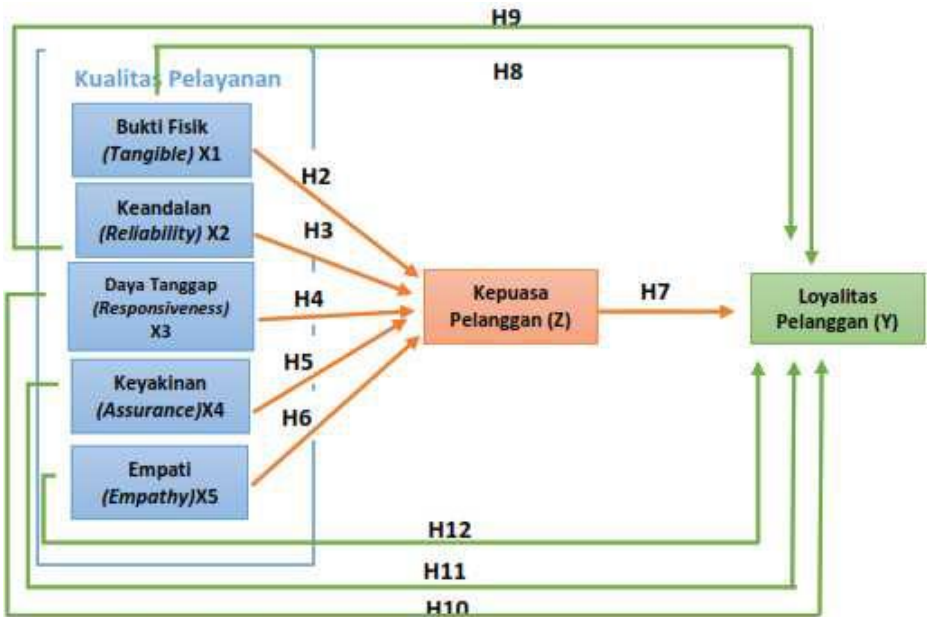 H9
H8
Kualitas Pelayanan
Bukti Fisik
(Tangible) X1
H2
Keandalan
(Reliability) X2
H3
Daya Tanggap
(Responsiveness)
X3
H4
Kepuasa
Pelanggan (Z)
H7
Loyalitas
Pelanggan (Y)
H5
Keyakinan
(Assurance)X4
H6
Empati
(Empathy)X5
H12
H11
H10